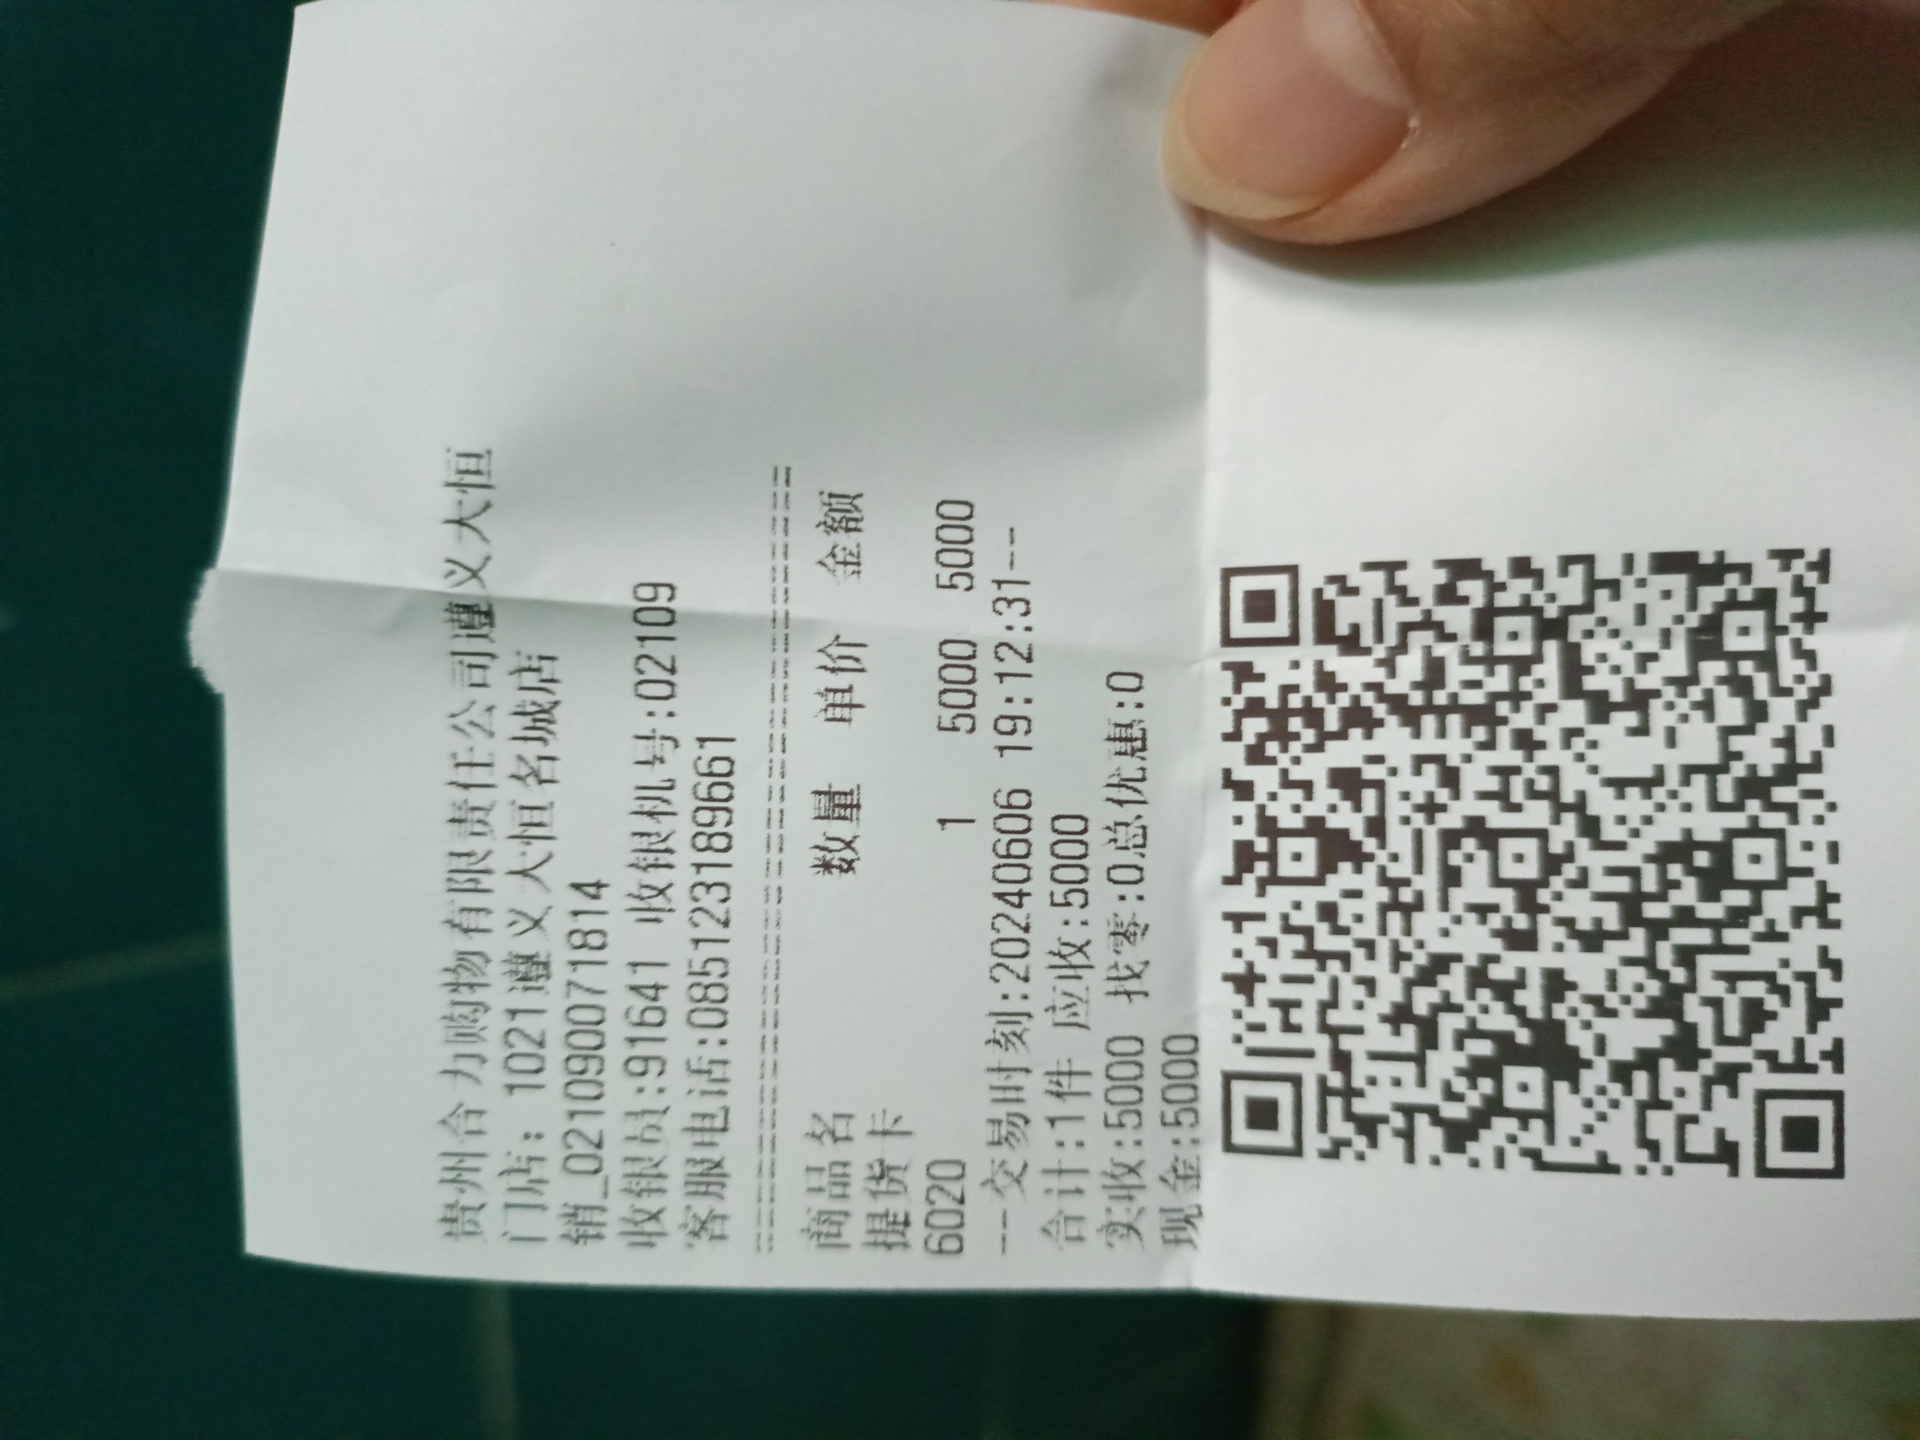 贵州合力购物有限责任公司遵义大恒
门店: 1021遵义大恒名城店
销_0210900071814
收银员:91641 收银机号:02109
客服电话:085123189661
商品名 数量 单价 金额
提货卡
6020 1 5000 5000
--交易时刻:20240606 19:12:31--
合计:1件 应收:5000
实收:5000 找零:0总优惠:0
现金:5000